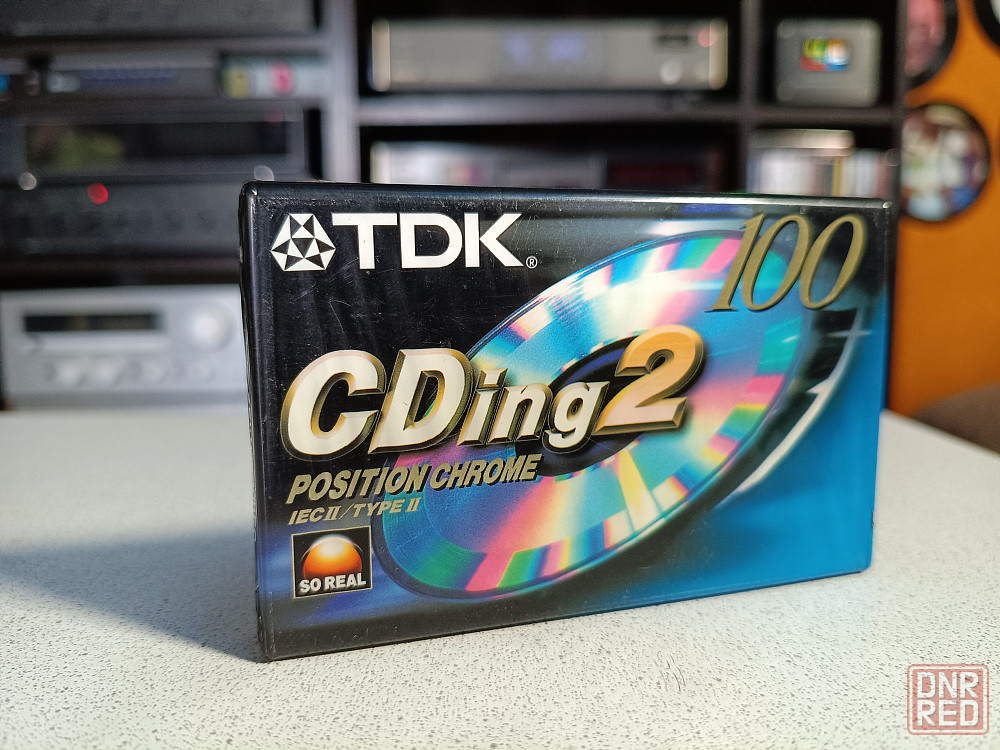 TDK®
100
CDing2
POSITION CHROME
IEC II/TYPE II
SO REAL
DNR
RED